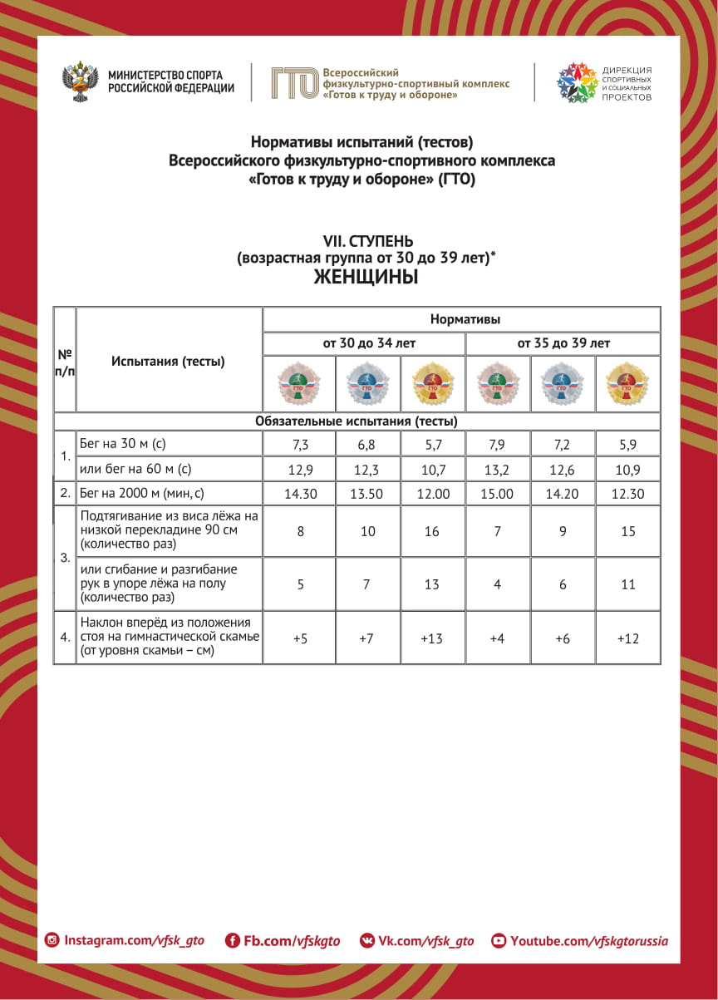 МИНИСТЕРСТВО СПОРТА
РОССИЙСКОЙ ФЕДЕРАЦИИ
ГТО
Всероссийский
физкультурно-спортивный комплекс
«Готов к труду и обороне»
ДИРЕКЦИЯ
СПОРТИВНЫХ
И СОЦИАЛЬНЫХ
ПРОЕКТОВ
Нормативы испытаний (тестов)
Всероссийского физкультурно-спортивного комплекса
«Готов к труду и обороне» (ГТО)
VII. СТУПЕНЬ
(возрастная группа от 30 до 39 лет)*
ЖЕНЩИНЫ
№
п/п
Испытания (тесты)
Нормативы
от 30 до 34 лет от 35 до 39 лет
ГТО ГТО ГТО ГТО ГТО ГТО
Обязательные испытания (тесты)
1.
Бег на 30 м (с) 7,3 6,8 5,7 7,9 7,2 5,9
или бег на 60 м (с) 12,9 12,3 10,7 13,2 12,6 10,9
2. Бег на 2000 м (мин, с) 14.30 13.50 12.00 15.00 14.20 12.30
3.
Подтягивание из виса лёжа на
низкой перекладине 90 см 8 10 16 7 9 15
(количество раз)
или сгибание и разгибание
рук в упоре лёжа на полу 5 7 13 4 6 11
(количество раз)
Наклон вперёд из положения
4. стоя на гимнастической скамье +5 +7 +13 +4 +6 +12
(от уровня скамьи – см)
Instagram.com/vfsk_gto Fb.com/vfskgto Vk.com/vfsk_gto Youtube.com/vfskgtorussia